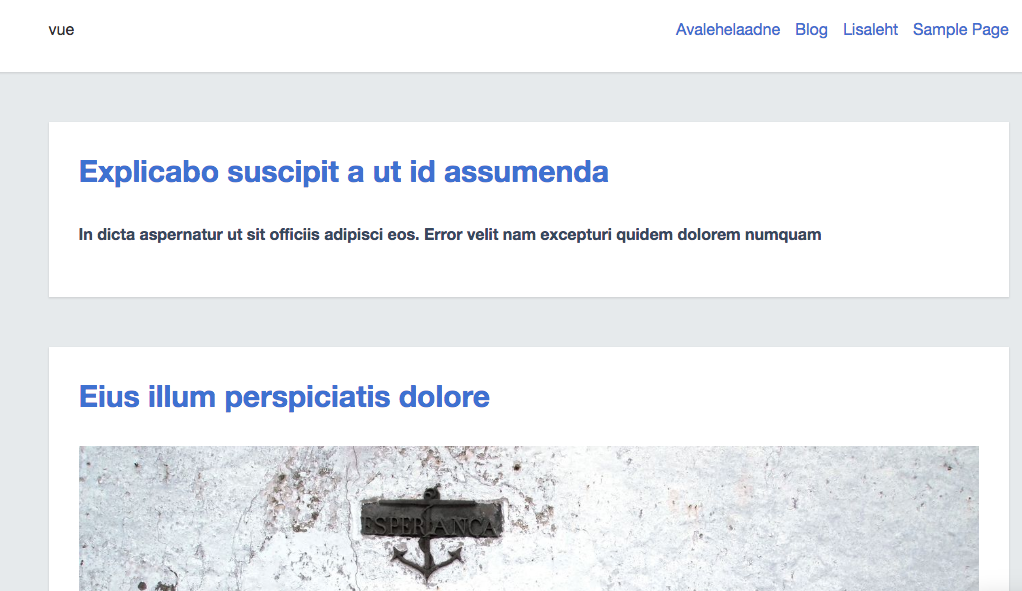 vue
Avalehelaadne Blog Lisaleht Sample Page
Explicabo suscipit a ut id assumenda
In dicta aspernatur ut sit officiis adipisci eos. Error velit nam excepturi quidem dolorem numquam
Eius illum perspiciatis dolore
ESPERANCA